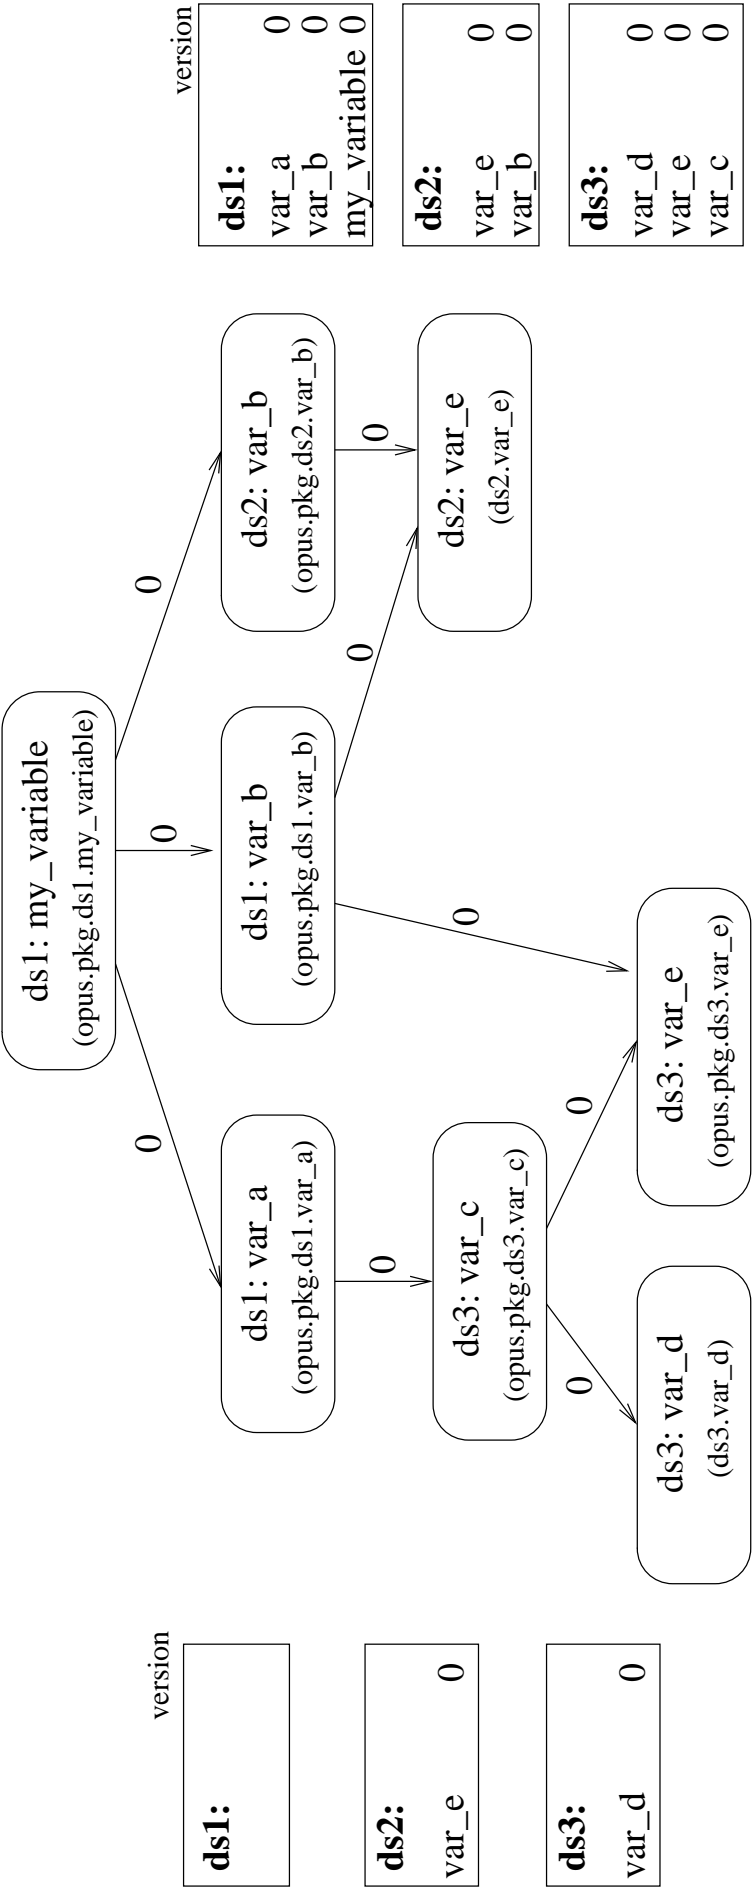 version
ds1:
ds2:
var_e 0
ds3:
var_d 0
ds1: my_variable
(opus.pkg.ds1.my_variable)
0
0
0
ds1: var_a
(opus.pkg.ds1.var_a)
ds1: var_b
(opus.pkg.ds1.var_b)
ds2: var_b
(opus.pkg.ds2.var_b)
0
0
0
0
ds3: var_c
(opus.pkg.ds3.var_c)
ds2: var_e
(ds2.var_e)
0
0
ds3: var_d
(ds3.var_d)
ds3: var_e
(opus.pkg.ds3.var_e)
version
ds1:
var_a 0
var_b 0
my_variable 0
ds2:
var_e 0
var_b 0
ds3:
var_d 0
var_e 0
var_c 0